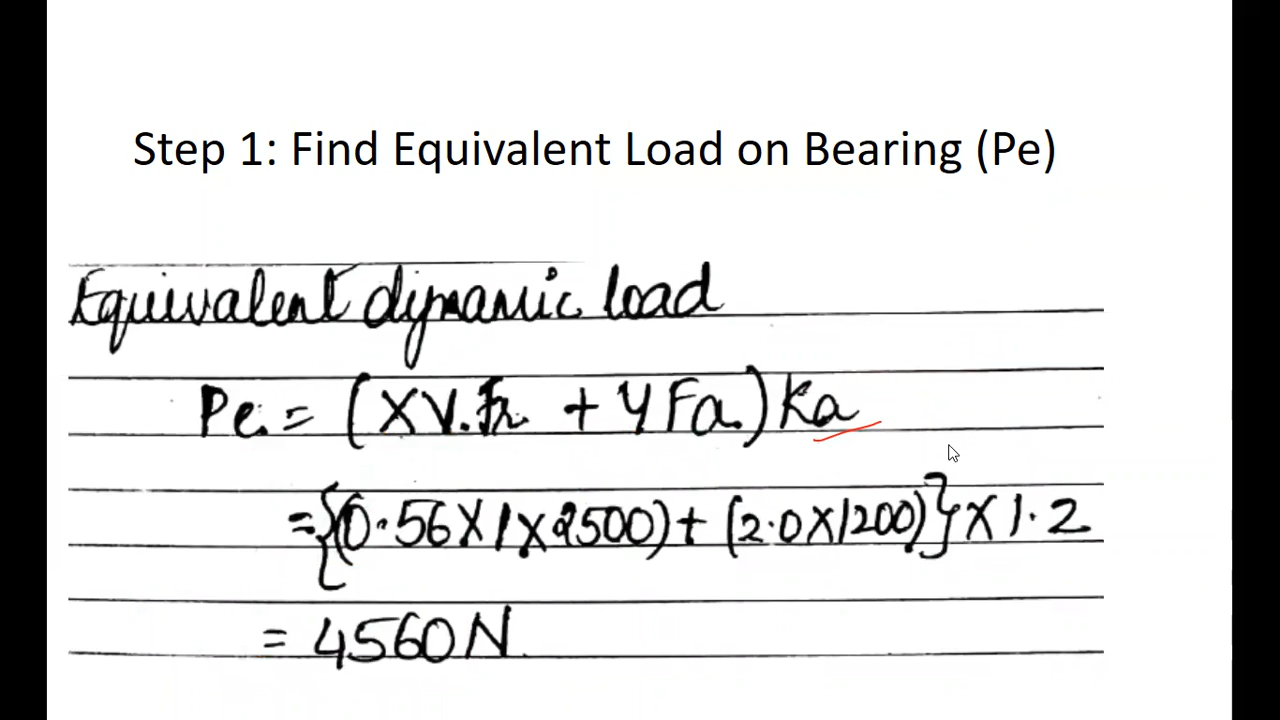 Step 1: Find Equivalent Load on Bearing (Pe)
Equivalent dynamic load
Pe. = (XV.Fr + YFa.)Ka
={(0.56X1X2500)+(2.0X1200)}X1.2
= 4560N